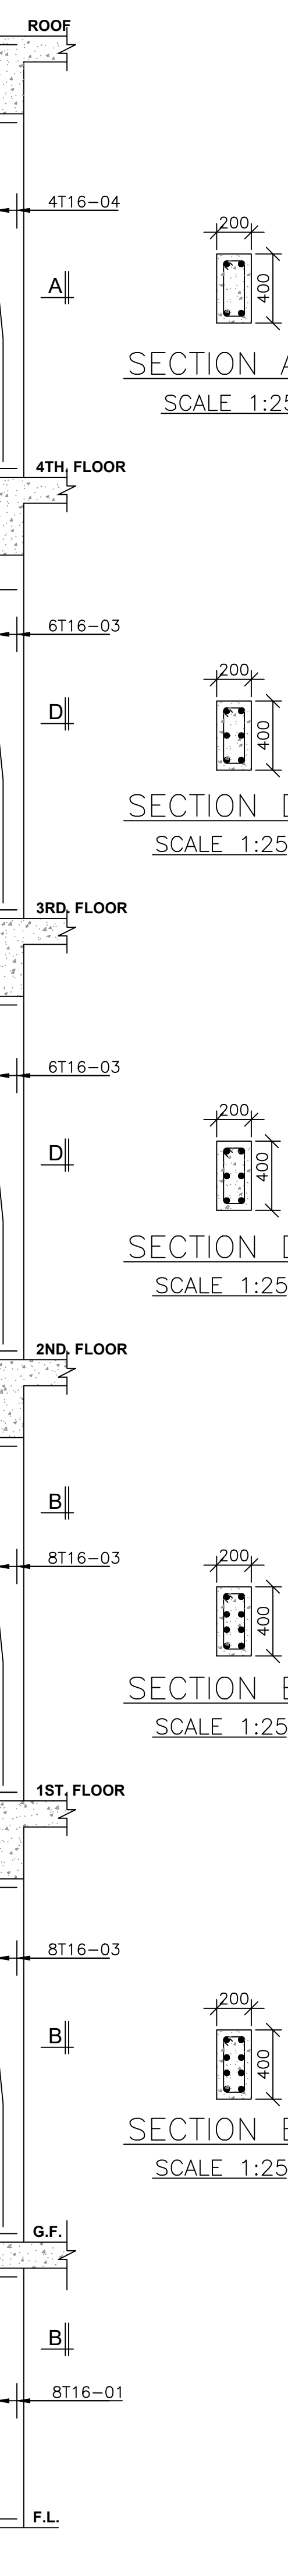 ROOF
4T16-04
200
A
400
SECTION A
SCALE 1:25
4TH. FLOOR
6T16-03
200
D
400
SECTION D
SCALE 1:25
3RD. FLOOR
6T16-03
200
D
400
SECTION D
SCALE 1:25
2ND. FLOOR
B
200
8T16-03
400
SECTION B
SCALE 1:25
1ST. FLOOR
8T16-03
200
B
400
SECTION B
SCALE 1:25
G.F.
B
8T16-01
F.L.